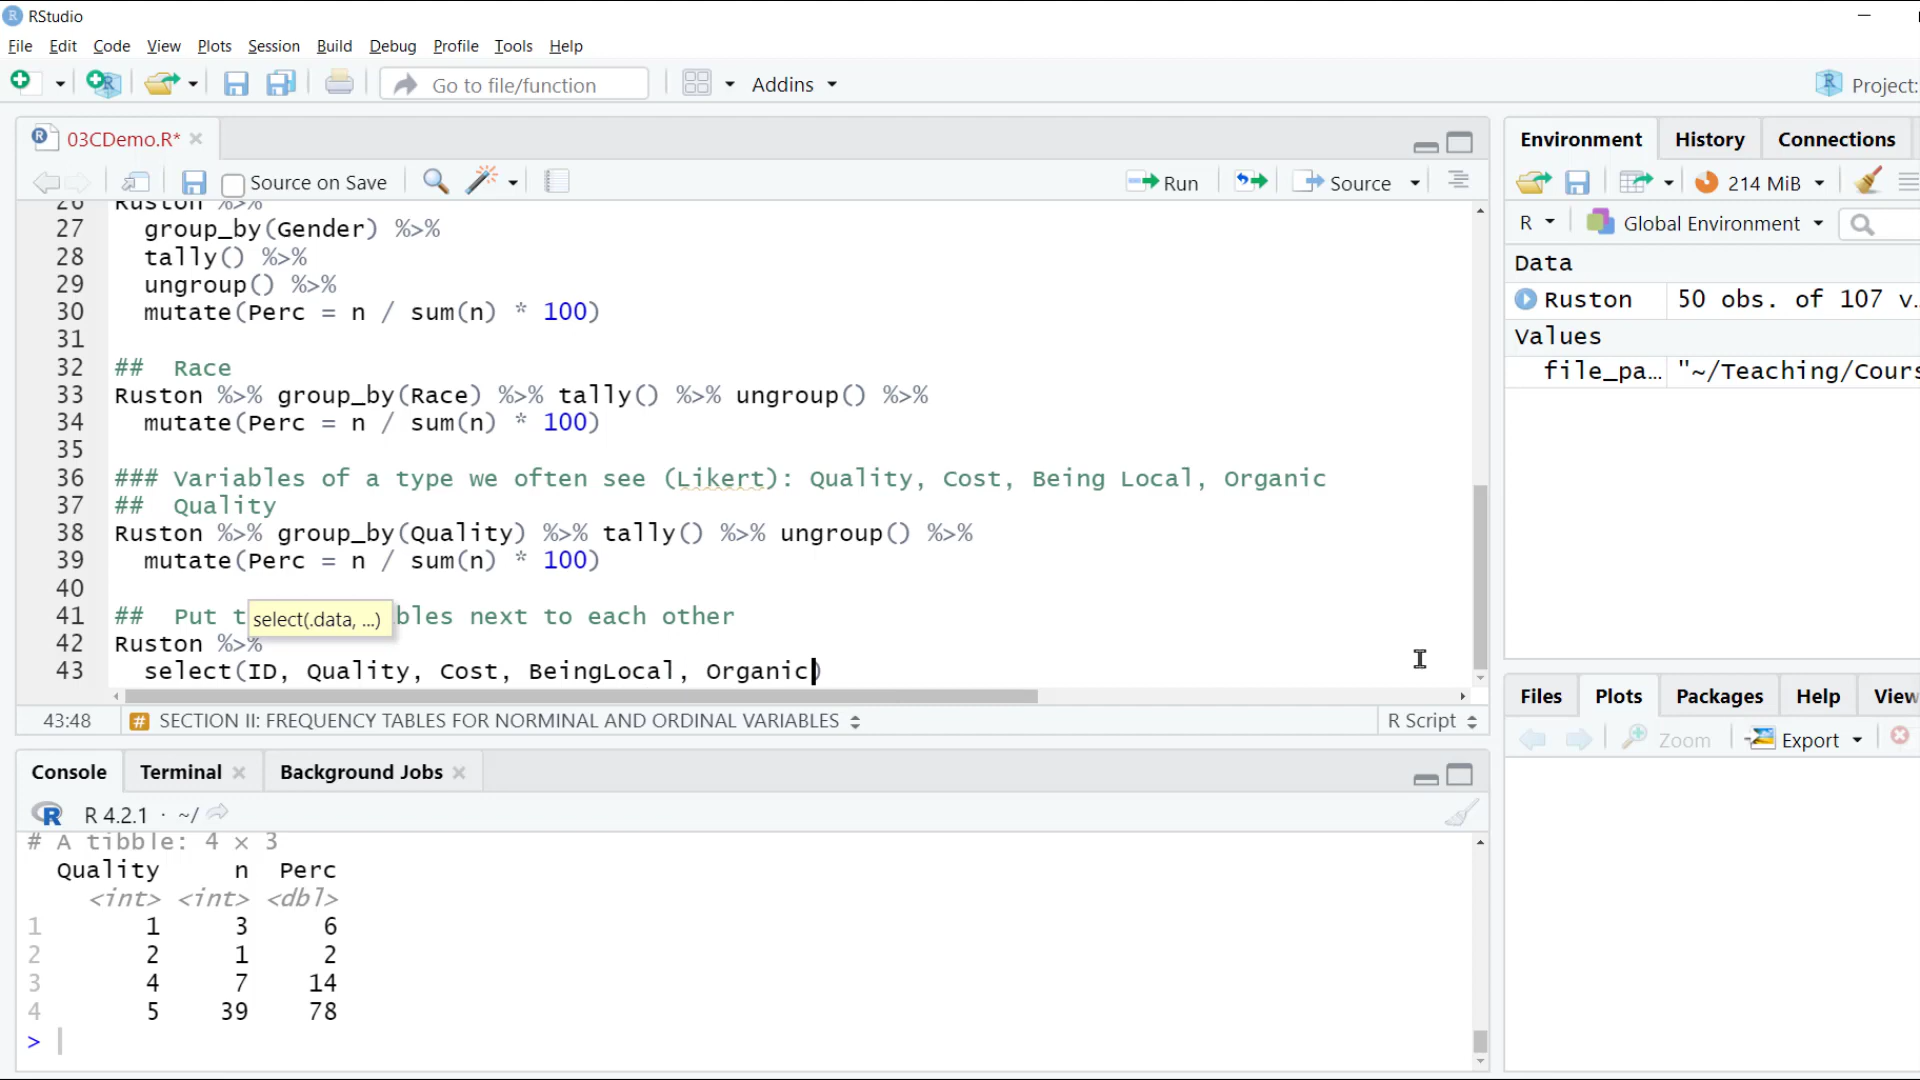 RStudio
File Edit Code View Plots Session Build Debug Profile Tools Help
Go to file/function Addins Project:
03CDemo.R*
Source on Save Run Source
26 Ruston %>%
27 group_by(Gender) %>%
28 tally() %>%
29 ungroup() %>%
30 mutate(Perc = n / sum(n) * 100)
31
32 ## Race
33 Ruston %>% group_by(Race) %>% tally() %>% ungroup() %>%
34 mutate(Perc = n / sum(n) * 100)
35
36 ### Variables of a type we often see (Likert): Quality, Cost, Being Local, Organic
37 ## Quality
38 Ruston %>% group_by(Quality) %>% tally() %>% ungroup() %>%
39 mutate(Perc = n / sum(n) * 100)
40
41 ## Put t bles next to each other
select(.data, ...)
42 Ruston %>%
43 select(ID, Quality, Cost, BeingLocal, Organic)
43:48 # SECTION II: FREQUENCY TABLES FOR NORMINAL AND ORDINAL VARIABLES R Script
Console Terminal Background Jobs
R 4.2.1 · ~/
# A tibble: 4 × 3
Quality n Perc
<int> <int> <dbl>
1 1 3 6
2 2 1 2
3 4 7 14
4 5 39 78
>
Environment History Connections
214 MiB
R Global Environment
Data
Ruston 50 obs. of 107 v…
Values
file_pa… "~/Teaching/Cours
Files Plots Packages Help View
Zoom Export